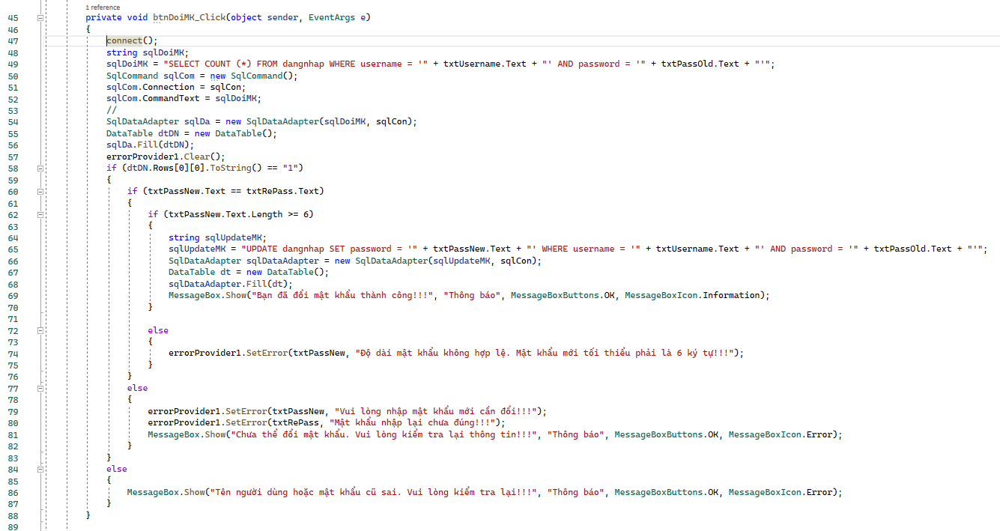 1 reference
45 private void btnDoiMK_Click(object sender, EventArgs e)
46 {
47 connect();
48 string sqlDoiMK;
49 sqlDoiMK = "SELECT COUNT (*) FROM dangnhap WHERE username = '" + txtUsername.Text + "' AND password = '" + txtPassOld.Text + "'";
50 SqlCommand sqlCom = new SqlCommand();
51 sqlCom.Connection = sqlCon;
52 sqlCom.CommandText = sqlDoiMK;
53 //
54 SqlDataAdapter sqlDa = new SqlDataAdapter(sqlDoiMK, sqlCon);
55 DataTable dtDN = new DataTable();
56 sqlDa.Fill(dtDN);
57 errorProvider1.Clear();
58 if (dtDN.Rows[0][0].ToString() == "1")
59 {
60 if (txtPassNew.Text == txtRePass.Text)
61 {
62 if (txtPassNew.Text.Length >= 6)
63 {
64 string sqlUpdateMK;
65 sqlUpdateMK = "UPDATE dangnhap SET password = '" + txtPassNew.Text + "' WHERE username = '" + txtUsername.Text + "' AND password = '" + txtPassOld.Text + "'";
66 SqlDataAdapter sqlDataAdapter = new SqlDataAdapter(sqlUpdateMK, sqlCon);
67 DataTable dt = new DataTable();
68 sqlDataAdapter.Fill(dt);
69 MessageBox.Show("Bạn đã đổi mật khẩu thành công!!!", "Thông báo", MessageBoxButtons.OK, MessageBoxIcon.Information);
70 }
71
72 else
73 {
74 errorProvider1.SetError(txtPassNew, "Độ dài mật khẩu không hợp lệ. Mật khẩu mới tối thiểu phải là 6 ký tự!!!");
75 }
76 }
77 else
78 {
79 errorProvider1.SetError(txtPassNew, "Vui lòng nhập mật khẩu mới cần đổi!!!");
80 errorProvider1.SetError(txtRePass, "Mật khẩu nhập lại chưa đúng!!!");
81 MessageBox.Show("Chưa thể đổi mật khẩu. Vui lòng kiểm tra lại thông tin!!!", "Thông báo", MessageBoxButtons.OK, MessageBoxIcon.Error);
82 }
83 }
84 else
85 {
86 MessageBox.Show("Tên người dùng hoặc mật khẩu cũ sai. Vui lòng kiểm tra lại!!!", "Thông báo", MessageBoxButtons.OK, MessageBoxIcon.Error);
87 }
88 }
89